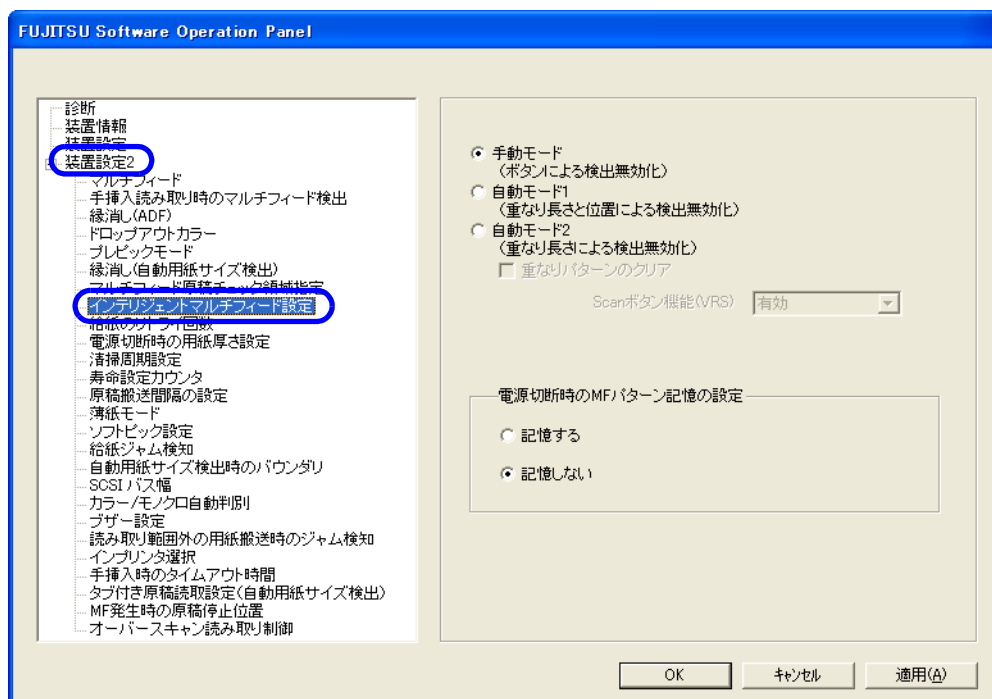 FUJITSU Software Operation Panel
診断
装置情報
装置設定
装置設定2
マルチフィード
手挿入読み取り時のマルチフィード検出
縁消し(ADF)
ドロップアウトカラー
プレピックモード
縁消し(自動用紙サイズ検出)
マルチフィード原稿チェック領域指定
インテリジェントマルチフィード設定
給紙のリトライ回数
電源切断時の用紙厚さ設定
清掃周期設定
寿命設定カウンタ
原稿搬送間隔の設定
薄紙モード
ソフトピック設定
給紙ジャム検知
自動用紙サイズ検出時のバウンダリ
SCSI バス幅
カラー/モノクロ自動判別
ブザー設定
読み取り範囲外の用紙搬送時のジャム検知
インプリンタ選択
手挿入時のタイムアウト時間
タブ付き原稿読取設定(自動用紙サイズ検出)
MF発生時の原稿停止位置
オーバースキャン読み取り制御
手動モード
(ボタンによる検出無効化)
自動モード1
(重なり長さと位置による検出無効化)
自動モード2
(重なり長さによる検出無効化)
重なりパターンのクリア
Scanボタン機能(VRS) 有効
電源切断時のMFパターン記憶の設定
記憶する
記憶しない
OK キャンセル 適用(A)